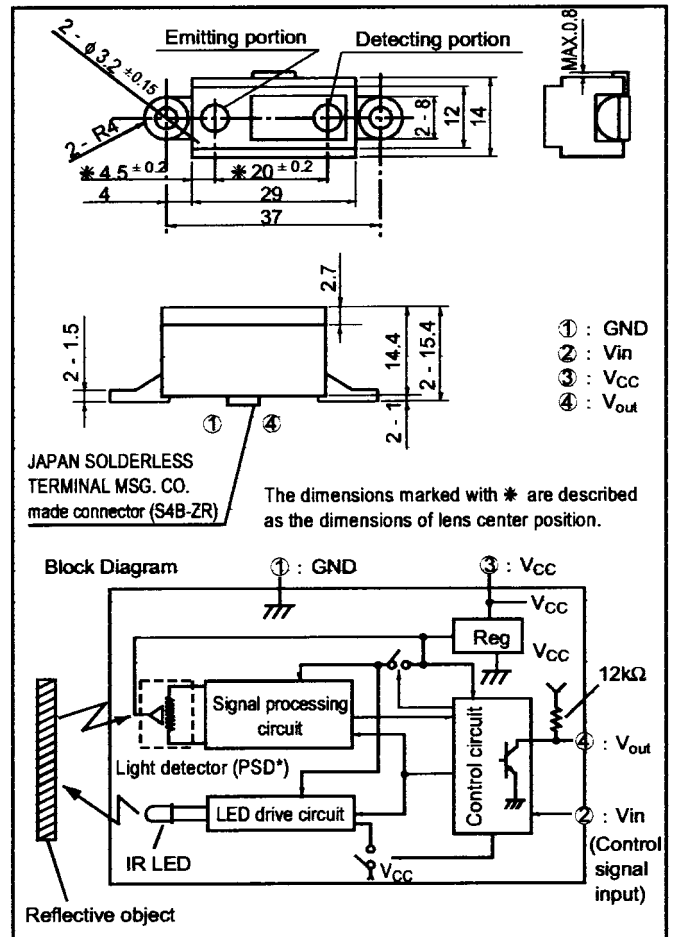 2 - ϕ 3.2 ±0.15
Emitting portion
Detecting portion
MAX.0.8
2 - R4
2 - 8
12
14
※ 4.5 ± 0.2
※ 20 ± 0.2
4
29
37
2.7
2 - 1.5
14.4
2 - 15.4
2 - 1
① ④
① : GND
② : Vin
③ : VCC
④ : Vout
JAPAN SOLDERLESS
TERMINAL MSG. CO.
made connector (S4B-ZR)
The dimensions marked with ※ are described
as the dimensions of lens center position.
Block Diagram
① : GND
③ : VCC
VCC
Reg
VCC
12kΩ
Signal processing
circuit
Control circuit
④ : Vout
Light detector (PSD*)
LED drive circuit
② : Vin
(Control
signal
input)
IR LED
VCC
Reflective object